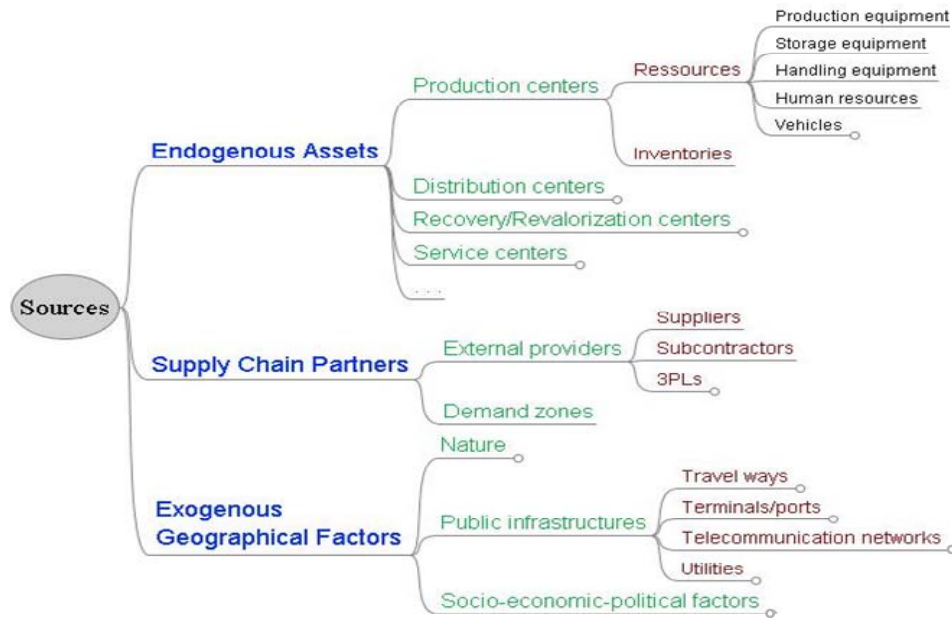 Sources
Endogenous Assets
Production centers
Ressources
Production equipment
Storage equipment
Handling equipment
Human resources
Vehicles
Inventories
Distribution centers
Recovery/Revalorization centers
Service centers
. . .
Supply Chain Partners
External providers
Suppliers
Subcontractors
3PLs
Demand zones
Exogenous
Geographical Factors
Nature
Public infrastructures
Travel ways
Terminals/ports
Telecommunication networks
Utilities
Socio-economic-political factors